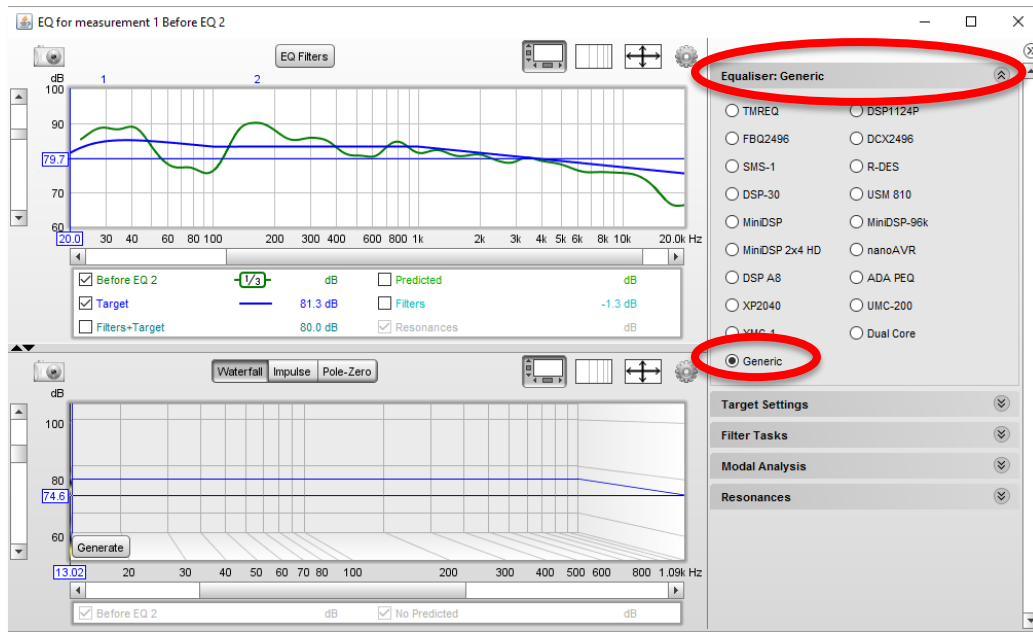 EQ for measurement 1 Before EQ 2
EQ Filters
dB
1 2
100
90
79.7
70
60
20.0 30 40 60 80 100 200 300 400 600 800 1k 2k 3k 4k 5k 6k 8k 10k 20.0k Hz
Before EQ 2 1/3 dB Predicted dB
Target 81.3 dB Filters -1.3 dB
Filters+Target 80.0 dB Resonances dB
Waterfall Impulse Pole-Zero
dB
100
80
74.6
60
Generate
13.02 20 30 40 50 60 70 80 100 200 300 400 500 600 800 1.09k Hz
Before EQ 2 dB No Predicted dB
Equaliser: Generic
TMREQ DSP1124P
FBQ2496 DCX2496
SMS-1 R-DES
DSP-30 USM 810
MiniDSP MiniDSP-96k
MiniDSP 2x4 HD nanoAVR
DSP A8 ADA PEQ
XP2040 UMC-200
XMC-1 Dual Core
Generic
Target Settings
Filter Tasks
Modal Analysis
Resonances